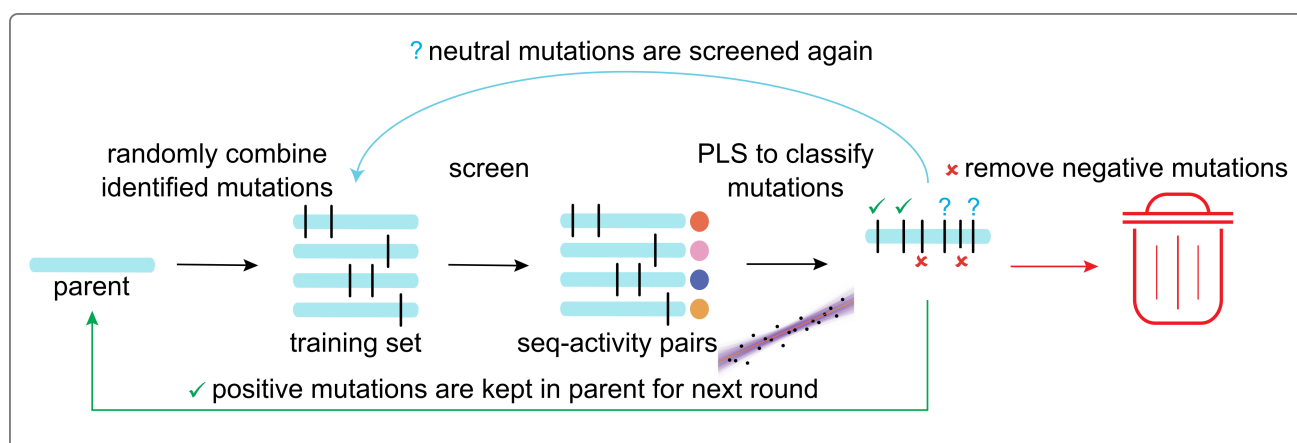 ? neutral mutations are screened again
randomly combine
identified mutations
screen
PLS to classify
mutations
✘ remove negative mutations
✓ ✓ ? ?
✘ ✘
parent
training set
seq-activity pairs
✓ positive mutations are kept in parent for next round